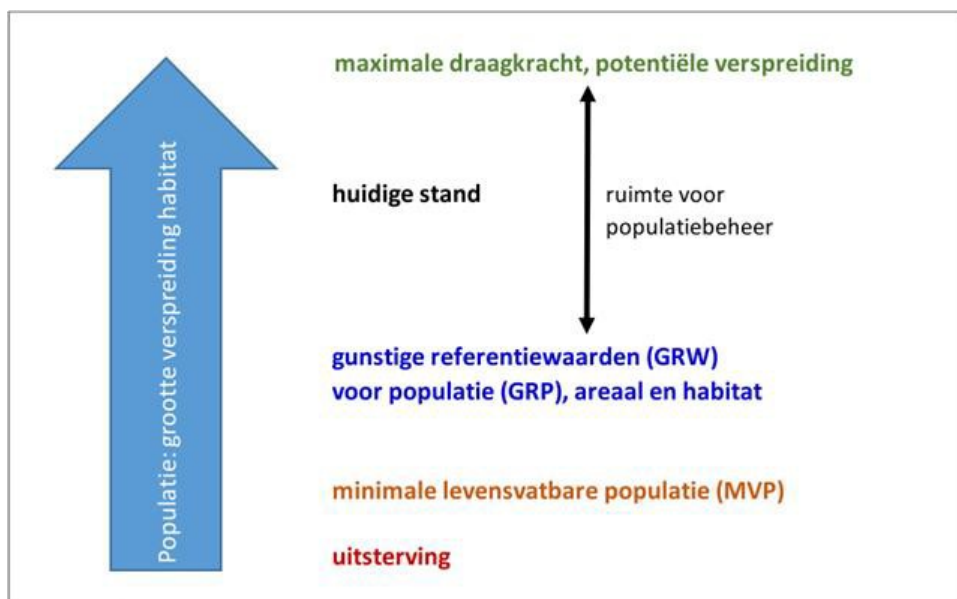 maximale draagkracht, potentiële verspreiding
Populatie: grootte verspreiding habitat
huidige stand
ruimte voor
populatiebeheer
gunstige referentiewaarden (GRW)
voor populatie (GRP), areaal en habitat
minimale levensvatbare populatie (MVP)
uitsterving